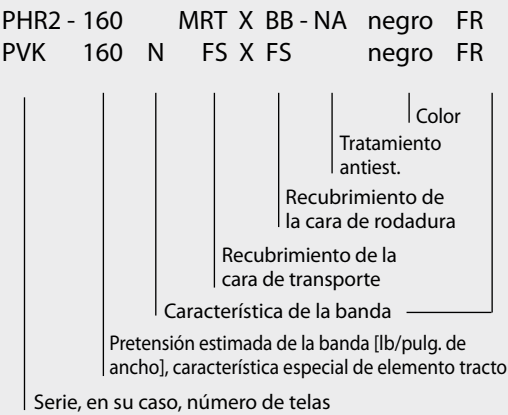 PHR2 - 160 MRT X BB - NA negro FR
PVK 160 N FS X FS negro FR
Color
Tratamiento
antiest.
Recubrimiento de
la cara de rodadura
Recubrimiento de la
cara de transporte
Característica de la banda
Pretensión estimada de la banda [lb/pulg. de
ancho], característica especial de elemento tracto
Serie, en su caso, número de telas